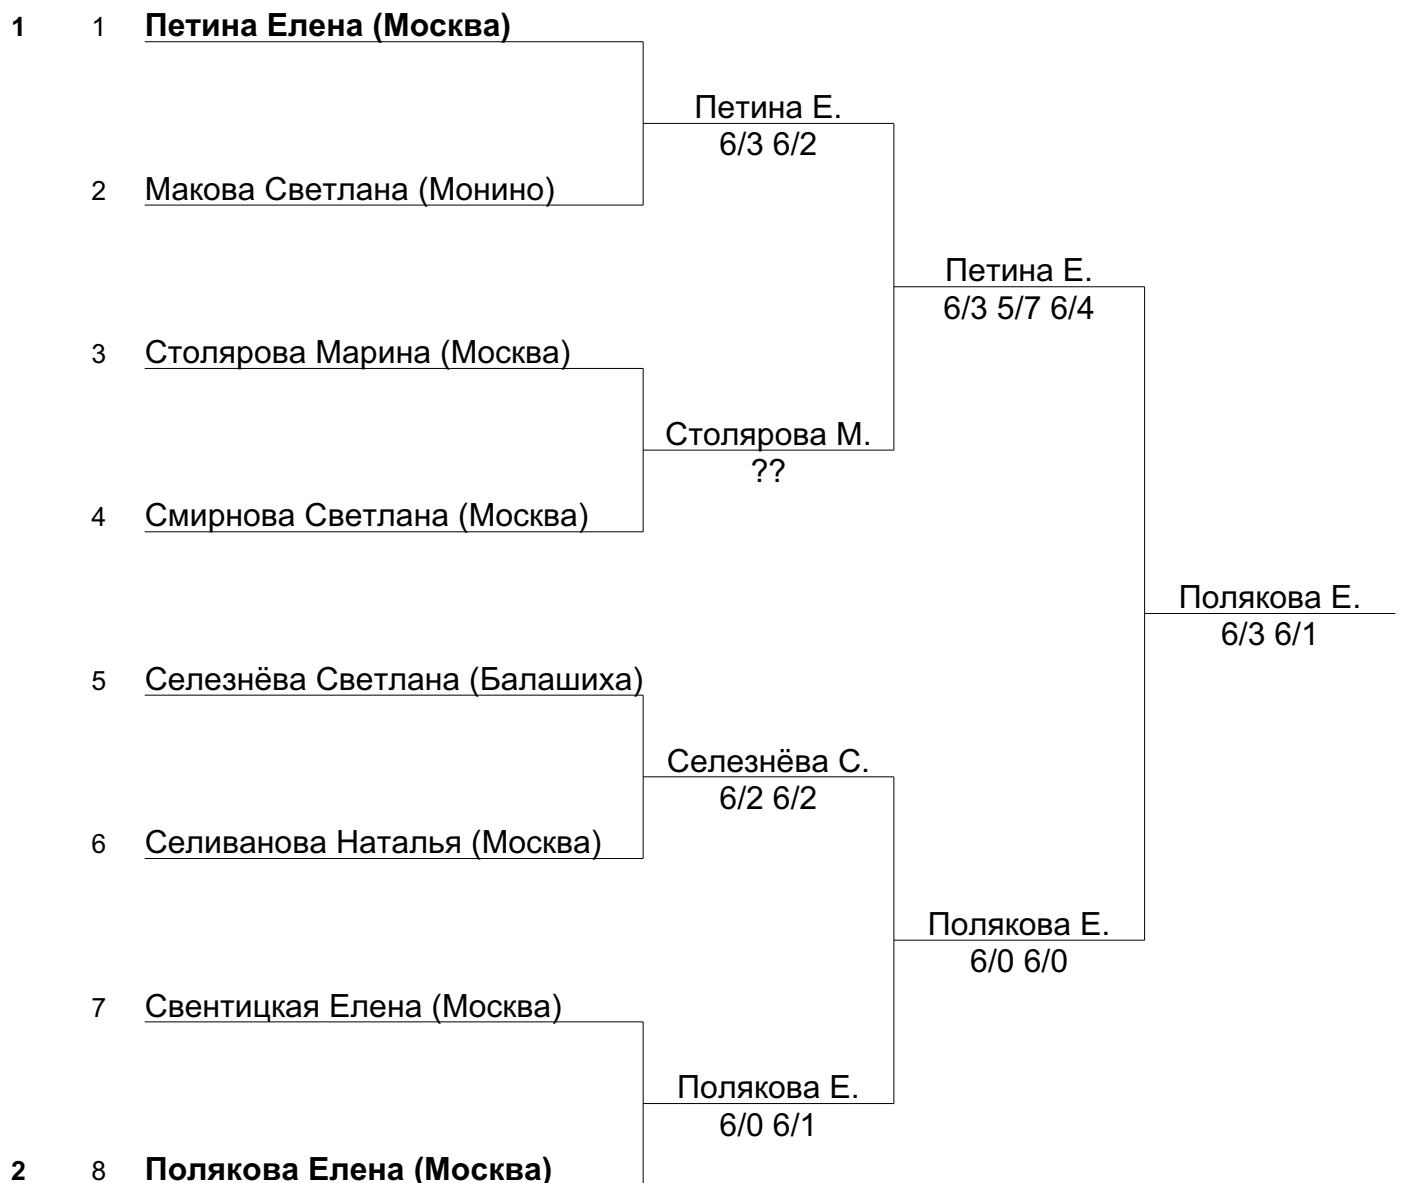 1 1 Петина Елена (Москва)
Петина Е.
6/3 6/2
2 Макова Светлана (Монино)
Петина Е.
6/3 5/7 6/4
3 Столярова Марина (Москва)
Столярова М.
??
4 Смирнова Светлана (Москва)
Полякова Е.
6/3 6/1
5 Селезнёва Светлана (Балашиха)
Селезнёва С.
6/2 6/2
6 Селиванова Наталья (Москва)
Полякова Е.
6/0 6/0
7 Свентицкая Елена (Москва)
Полякова Е.
6/0 6/1
2 8 Полякова Елена (Москва)